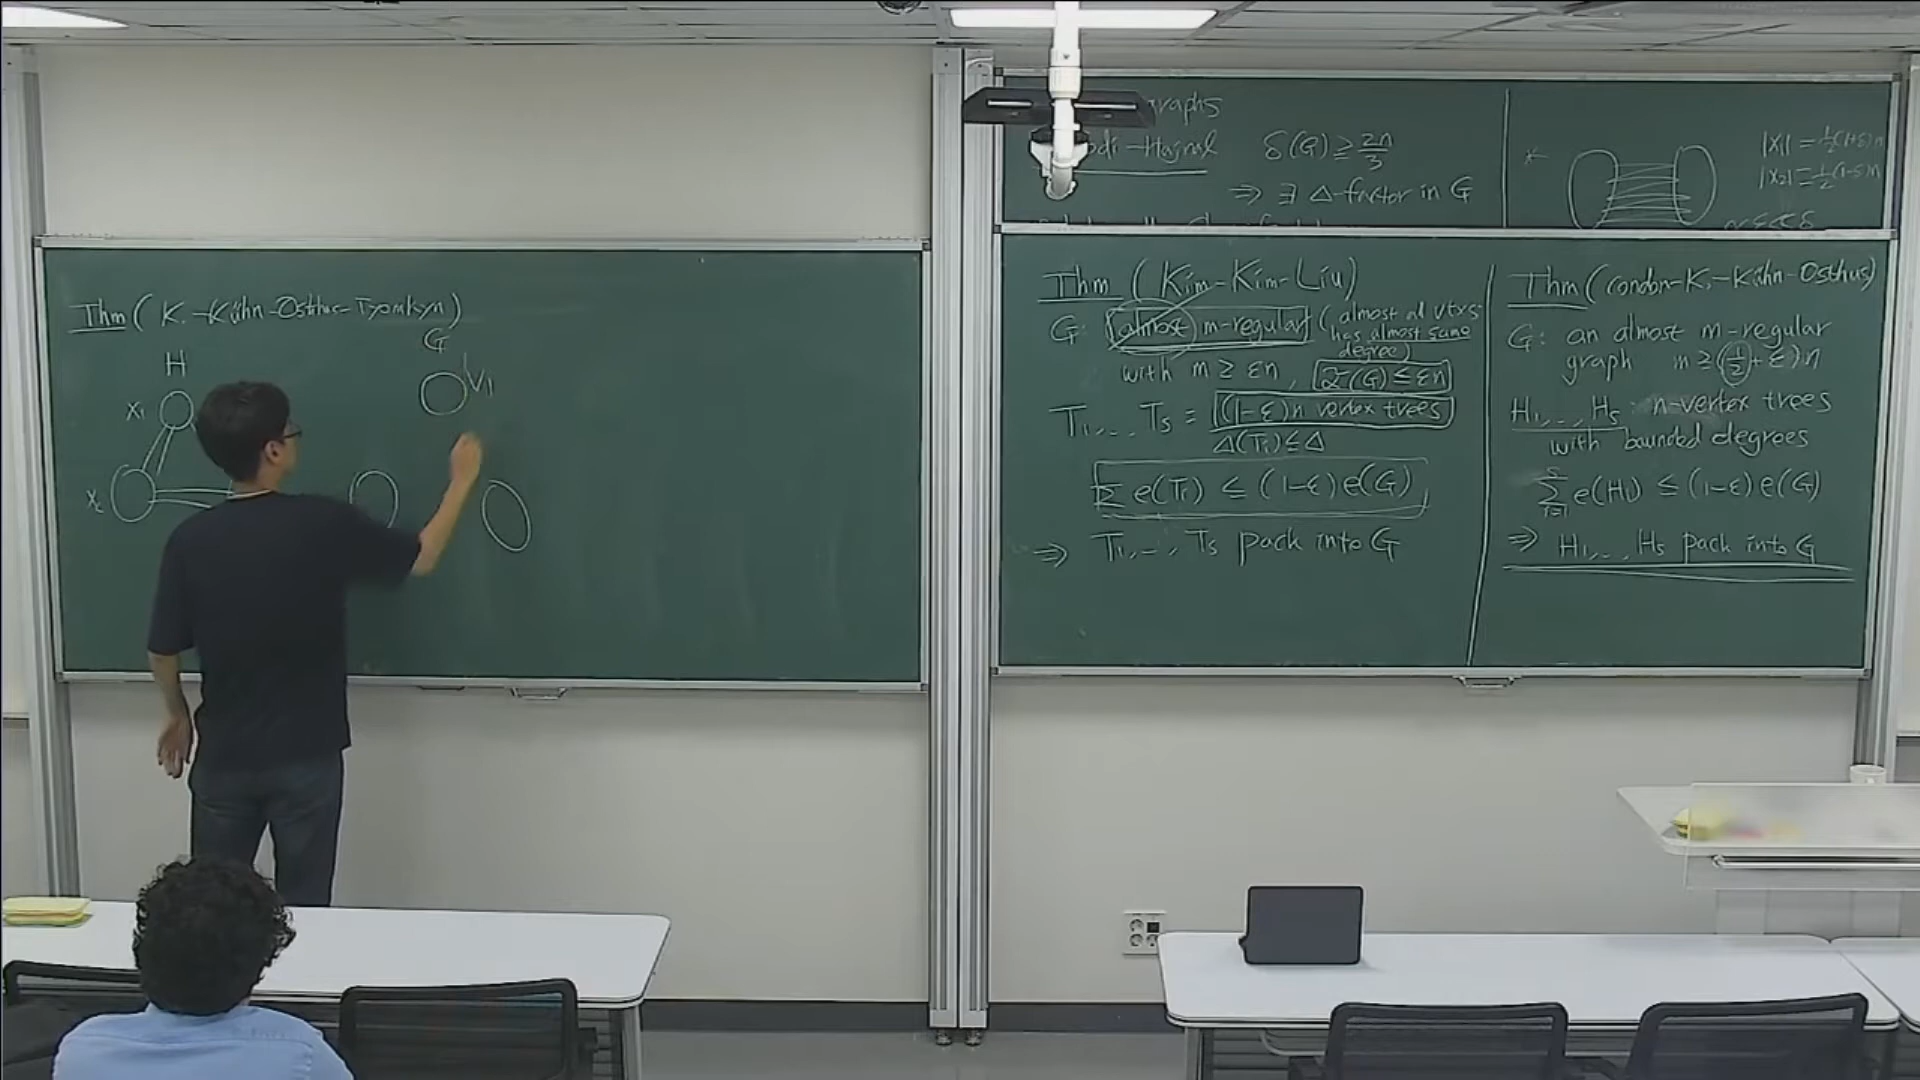 Thm ( K. -Kühn-Osthus-Tyomkyn )
H
G
X1
V1
X2
graphs
-Hajnal δ(G) ≥ 2n/3
⇒ ∃ Δ-factor in G
*
|X1| = 1/2(1+δ)n
|X2| = 1/2(1-δ)n
Thm ( Kim-Kim-Liu )
G: almost m-regular ( almost all vtxs
has almost same
degree )
with m ≥ εn, (G) ≤ εn
T1, ..., Ts = (1-ε)n vertex trees
Δ(Ti) ≤ Δ
Σ e(Ti) ≤ (1-ε) e(G)
⇒ T1, ..., Ts pack into G
Thm ( Condon-K.-Kühn-Osthus )
G: an almost m-regular
graph m ≥ (1/2 + ε) n
H1, ..., Hs : n-vertex trees
with bounded degrees
Σ e(Hi) ≤ (1-ε) e(G)
⇒ H1, ..., Hs pack into G